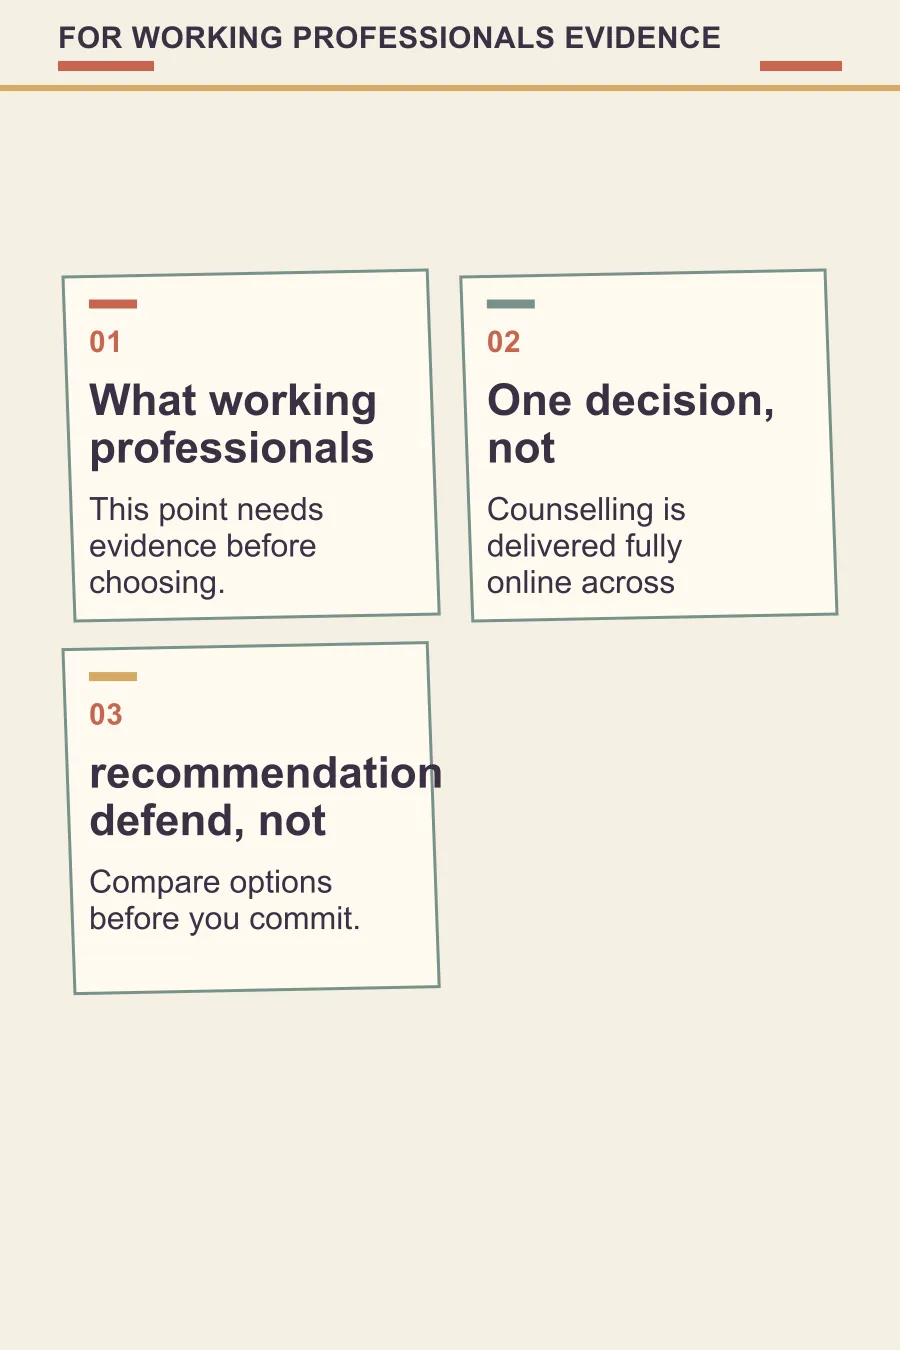 FOR WORKING PROFESSIONALS EVIDENCE
01
What working
professionals
This point needs
evidence before
choosing.
02
One decision,
not
Counselling is
delivered fully
online across
03
recommendation
defend, not
Compare options
before you commit.